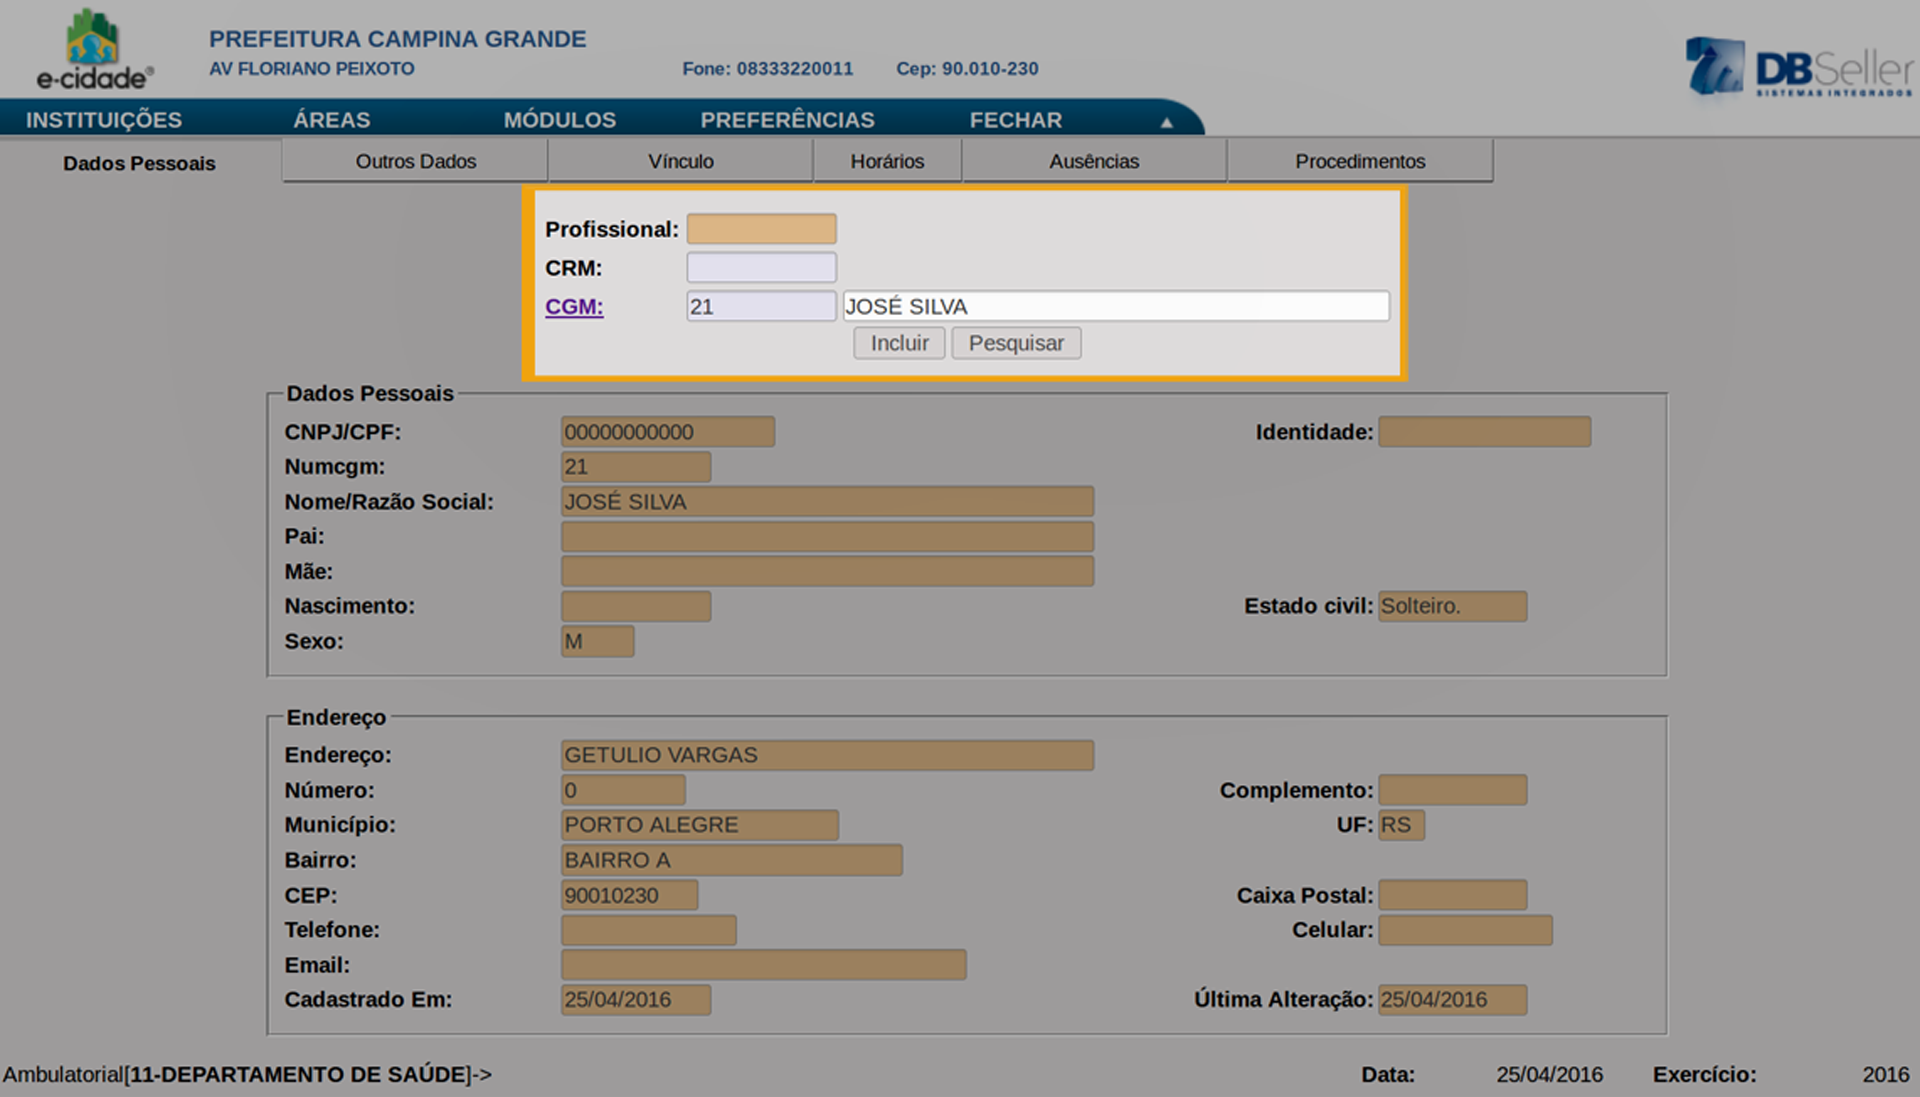 e-cidade®
PREFEITURA CAMPINA GRANDE
AV FLORIANO PEIXOTO Fone: 08333220011 Cep: 90.010-230
DBSeller
SISTEMAS INTEGRADOS
INSTITUIÇÕES ÁREAS MÓDULOS PREFERÊNCIAS FECHAR ▲
Dados Pessoais Outros Dados Vínculo Horários Ausências Procedimentos
Profissional:
CRM:
CGM: 21 JOSÉ SILVA
Incluir Pesquisar
Dados Pessoais
CNPJ/CPF: 00000000000 Identidade:
Numcgm: 21
Nome/Razão Social: JOSÉ SILVA
Pai:
Mãe:
Nascimento: Estado civil: Solteiro.
Sexo: M
Endereço
Endereço: GETULIO VARGAS
Número: 0 Complemento:
Município: PORTO ALEGRE UF: RS
Bairro: BAIRRO A
CEP: 90010230 Caixa Postal:
Telefone: Celular:
Email:
Cadastrado Em: 25/04/2016 Última Alteração: 25/04/2016
Ambulatorial[11-DEPARTAMENTO DE SAÚDE]-> Data: 25/04/2016 Exercício: 2016